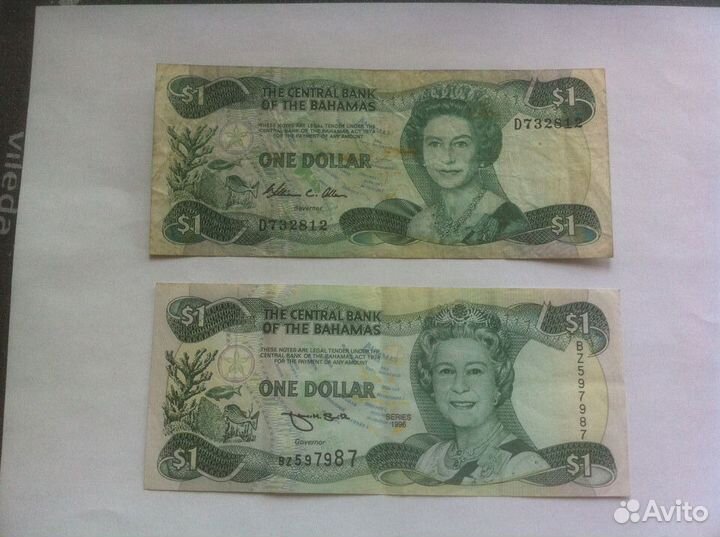 vileda
$1
THE CENTRAL BANK
OF THE BAHAMAS
$1
D732812
THESE NOTES ARE LEGAL TENDER UNDER THE
CENTRAL BANK OF THE BAHAMAS ACT 1974
FOR THE PAYMENT OF ANY AMOUNT
ONE DOLLAR
Governor
$1
D732812
$1
$1
THE CENTRAL BANK
OF THE BAHAMAS
$1
BZ597987
THESE NOTES ARE LEGAL TENDER UNDER THE
CENTRAL BANK OF THE BAHAMAS ACT 1974
FOR THE PAYMENT OF ANY AMOUNT
ONE DOLLAR
SERIES
1996
Governor
$1
BZ597987
$1
Avito